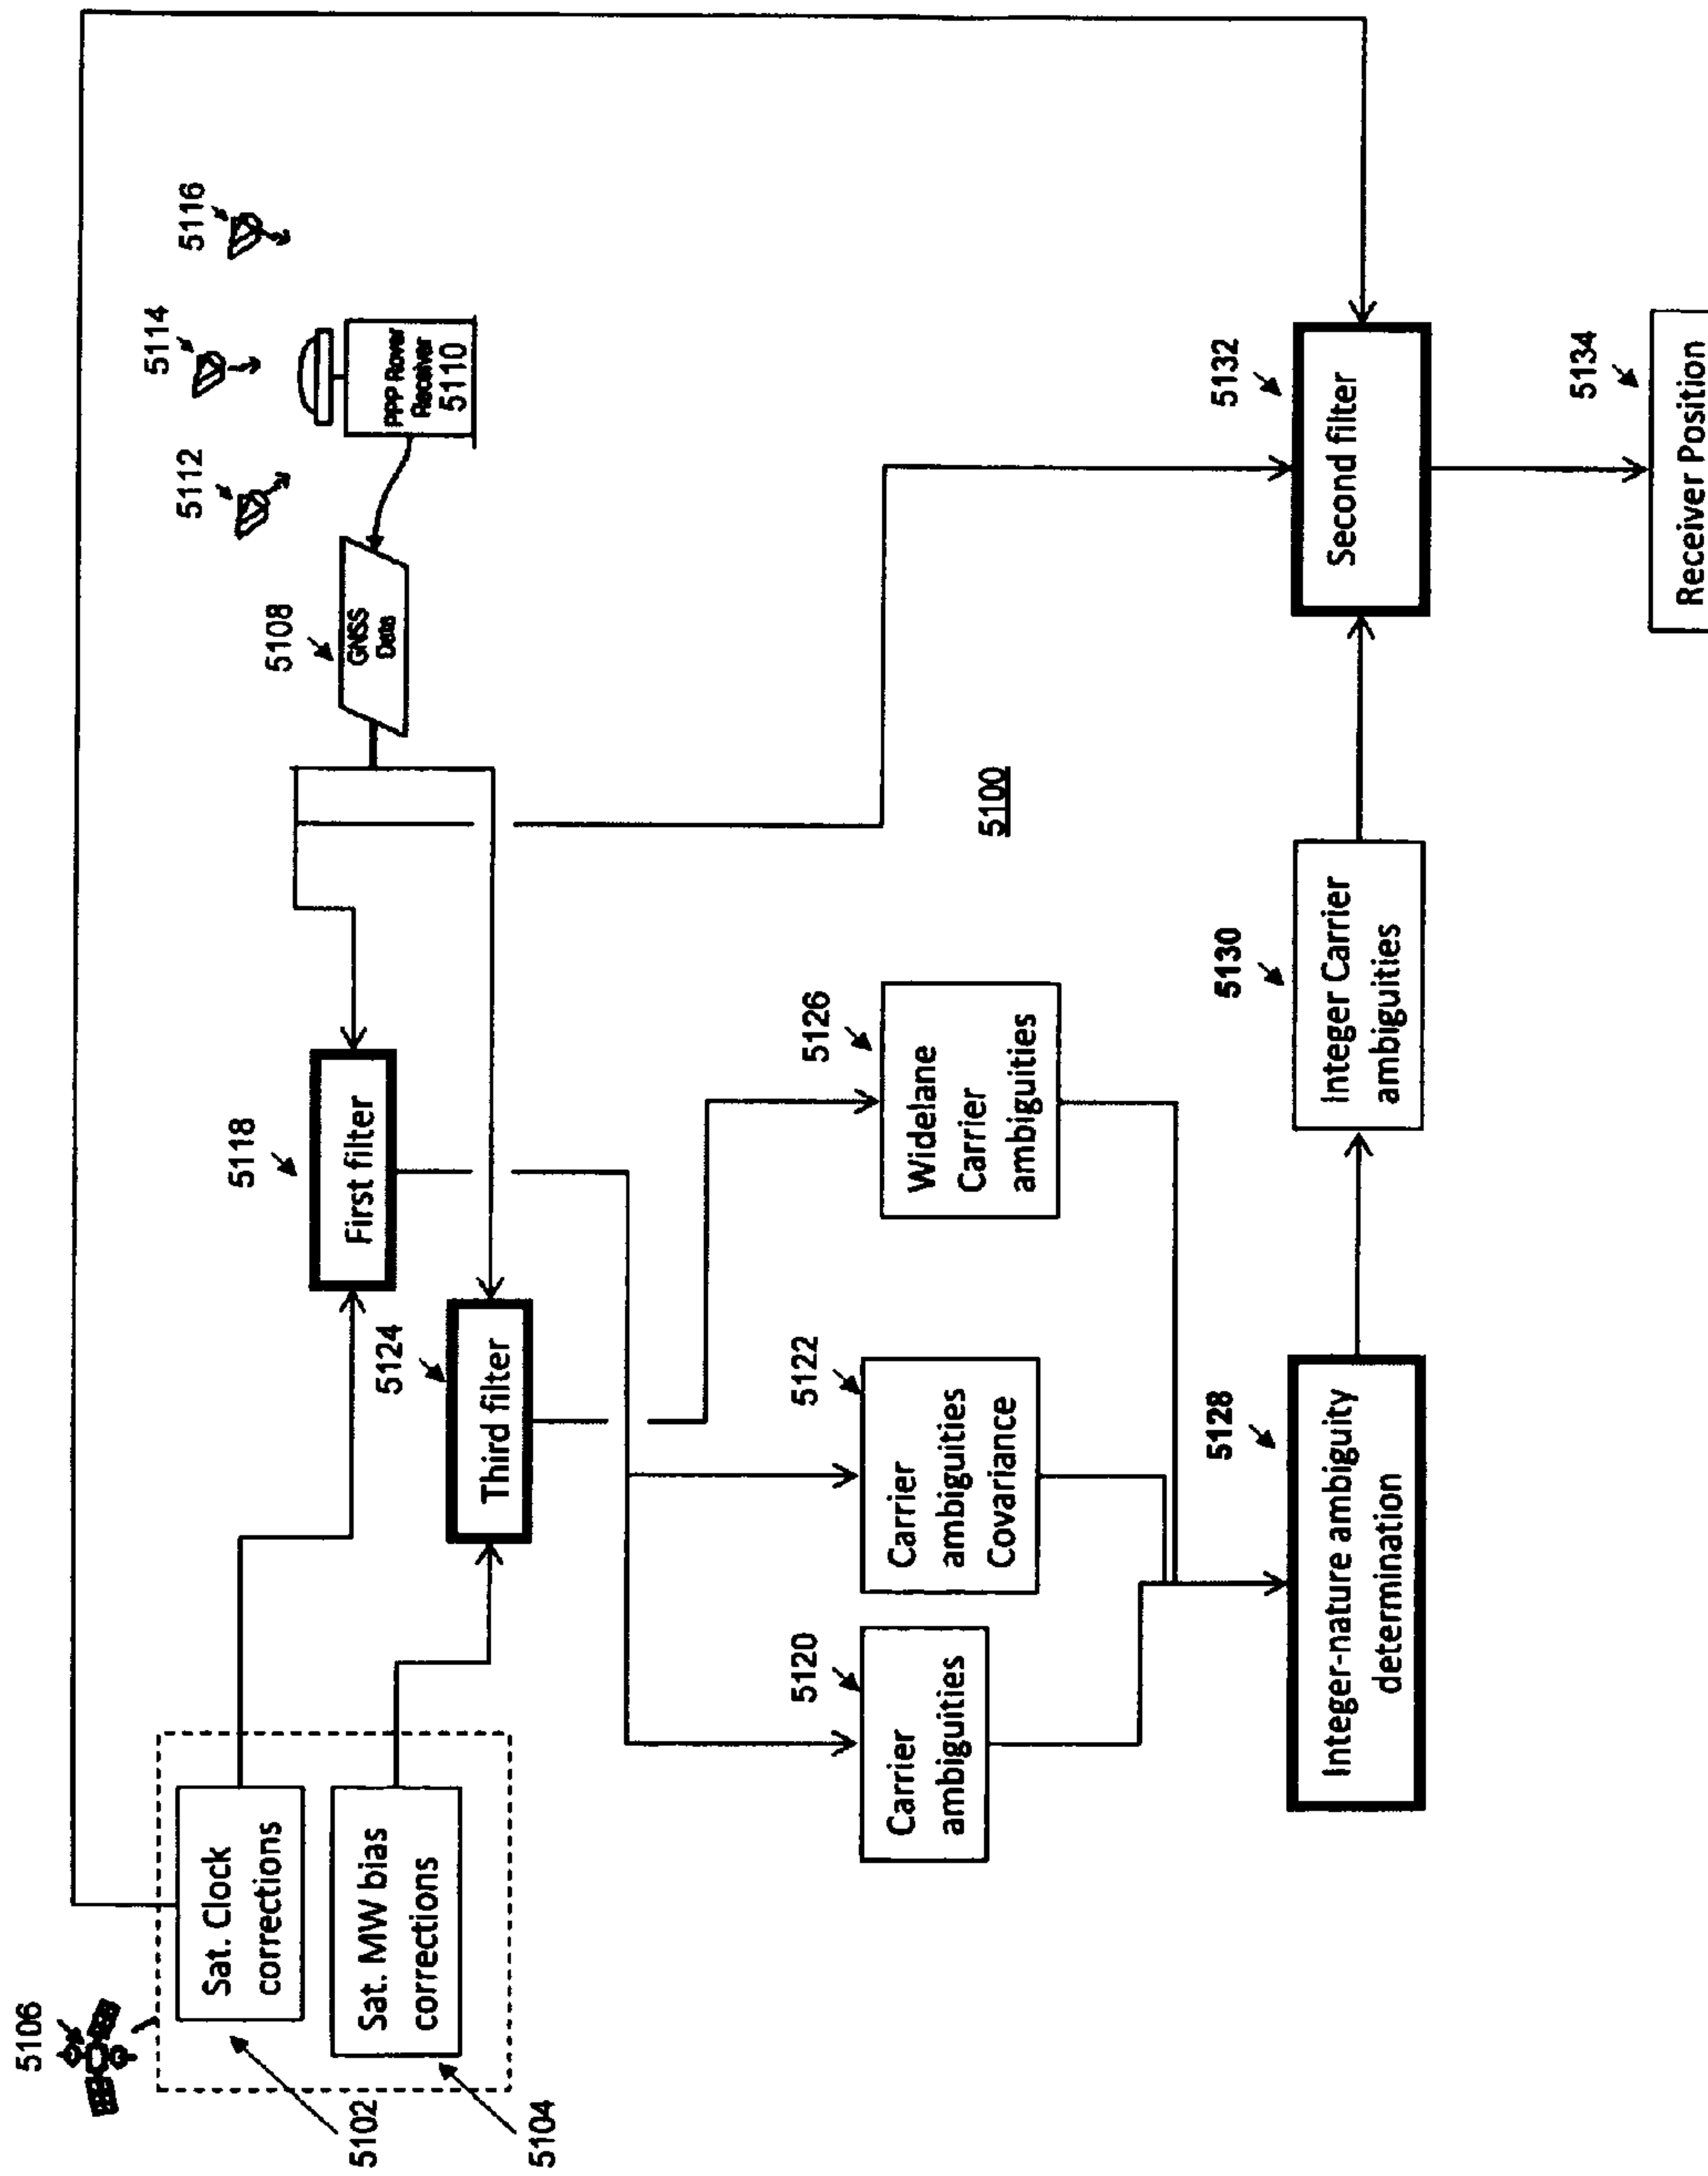 5106
Sat. Clock
corrections
5102
Sat. MW bias
corrections
5104
First filter
5118
Third filter
5124
GNSS
Data
5108
PPP Rover
Receiver
5110
5112
5114
5116
Carrier
ambiguities
5120
Carrier
ambiguities
Covariance
5122
Widelane
Carrier
ambiguities
5126
5100
Integer-nature ambiguity
determination
5128
Integer Carrier
ambiguities
5130
Second filter
5132
Receiver Position
5134